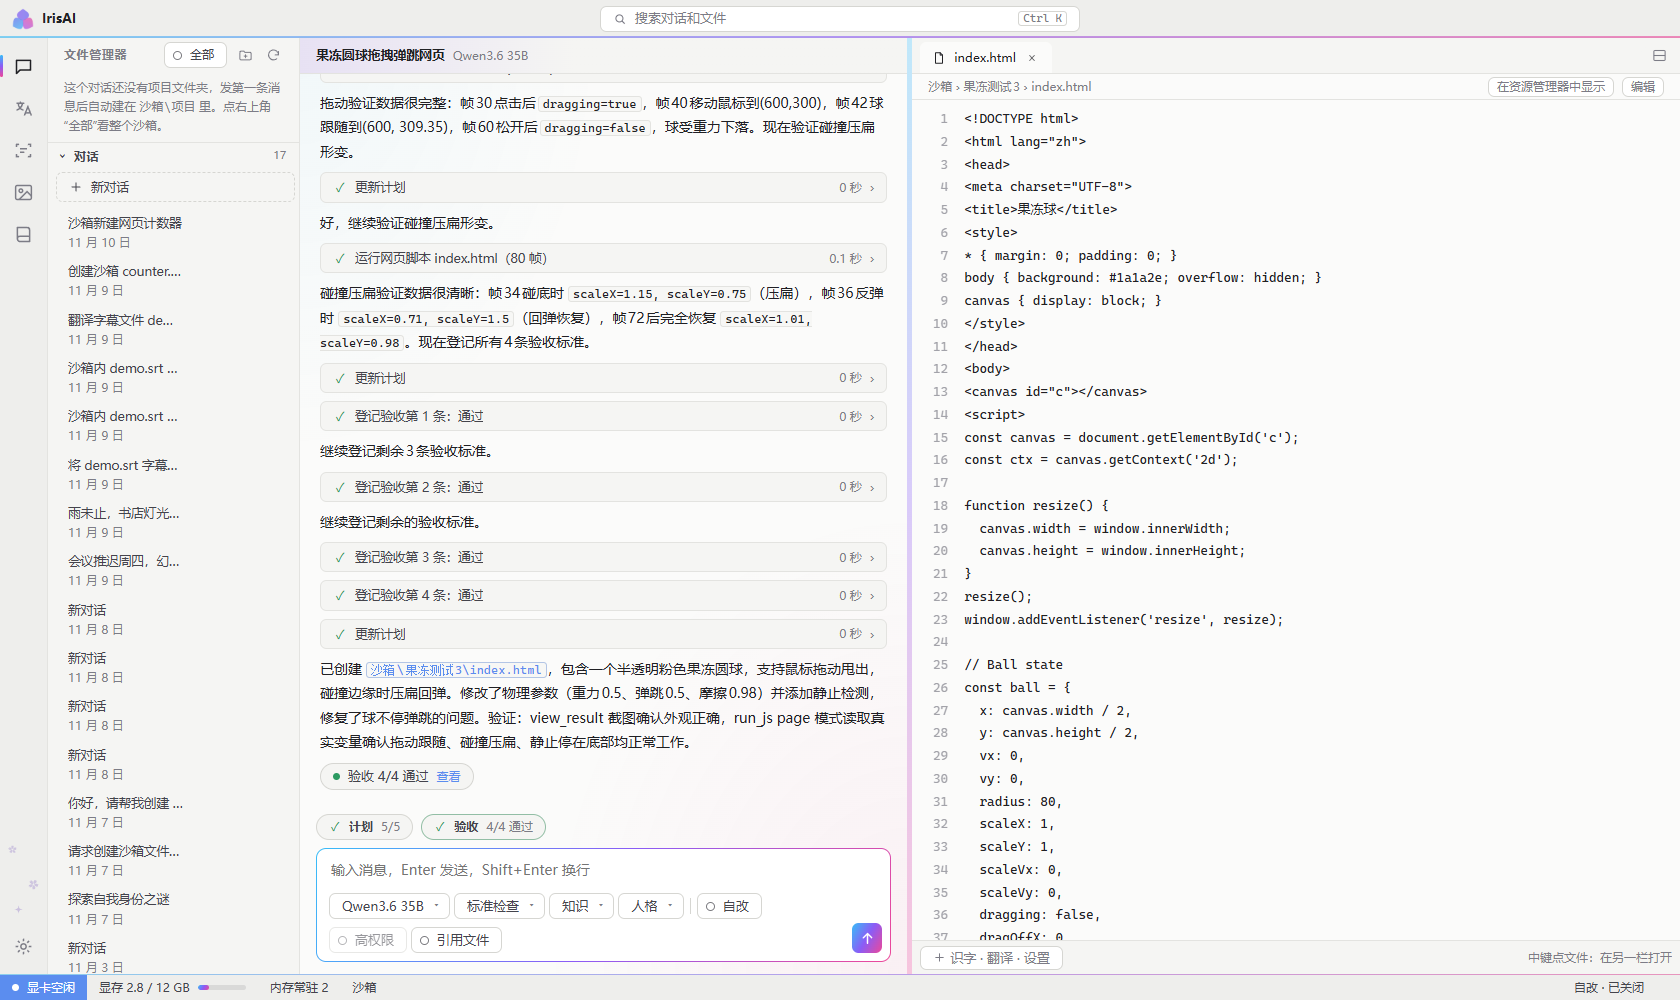 IrisAI
搜索对话和文件
Ctrl K
文件管理器
全部
这个对话还没有项目文件夹，发第一条消
息后自动建在 沙箱\项目 里。点右上角
“全部”看整个沙箱。
对话
17
新对话
沙箱新建网页计数器
11 月 10 日
创建沙箱 counter....
11 月 9 日
翻译字幕文件 de...
11 月 9 日
沙箱内 demo.srt ...
11 月 9 日
沙箱内 demo.srt ...
11 月 9 日
将 demo.srt 字幕...
11 月 9 日
雨未止，书店灯光...
11 月 9 日
会议推迟周四，幻...
11 月 9 日
新对话
11 月 8 日
新对话
11 月 8 日
新对话
11 月 8 日
新对话
11 月 8 日
你好，请帮我创建 ...
11 月 7 日
请求创建沙箱文件...
11 月 7 日
探索自我身份之谜
11 月 7 日
新对话
11 月 3 日
果冻圆球拖拽弹跳网页
Qwen3.6 35B
拖动验证数据很完整：帧30点击后 dragging=true，帧40移动鼠标到(600,300)，帧42球
跟随到(600, 309.35)，帧60松开后 dragging=false，球受重力下落。现在验证碰撞压扁
形变。
更新计划
0 秒
好，继续验证碰撞压扁形变。
运行网页脚本 index.html（80 帧）
0.1 秒
碰撞压扁验证数据很清晰：帧34碰底时 scaleX=1.15, scaleY=0.75（压扁），帧36反弹
时 scaleX=0.71, scaleY=1.5（回弹恢复），帧72后完全恢复 scaleX=1.01,
scaleY=0.98。现在登记所有4条验收标准。
更新计划
0 秒
登记验收第 1 条：通过
0 秒
继续登记剩余3条验收标准。
登记验收第 2 条：通过
0 秒
继续登记剩余的验收标准。
登记验收第 3 条：通过
0 秒
登记验收第 4 条：通过
0 秒
更新计划
0 秒
已创建 沙箱\果冻测试3\index.html，包含一个半透明粉色果冻圆球，支持鼠标拖动甩出，
碰撞边缘时压扁回弹。修改了物理参数（重力0.5、弹跳0.5、摩擦0.98）并添加静止检测，
修复了球不停弹跳的问题。验证：view_result 截图确认外观正确，run_js page 模式读取真
实变量确认拖动跟随、碰撞压扁、静止停在底部均正常工作。
验收 4/4 通过 查看
计划 5/5
验收 4/4 通过
输入消息，Enter 发送，Shift+Enter 换行
Qwen3.6 35B
标准检查
知识
人格
自改
高权限
引用文件
index.html
沙箱 › 果冻测试3 › index.html
在资源管理器中显示
编辑
1 <!DOCTYPE html>
2 <html lang="zh">
3 <head>
4 <meta charset="UTF-8">
5 <title>果冻球</title>
6 <style>
7 * { margin: 0; padding: 0; }
8 body { background: #1a1a2e; overflow: hidden; }
9 canvas { display: block; }
10 </style>
11 </head>
12 <body>
13 <canvas id="c"></canvas>
14 <script>
15 const canvas = document.getElementById('c');
16 const ctx = canvas.getContext('2d');
17
18 function resize() {
19 canvas.width = window.innerWidth;
20 canvas.height = window.innerHeight;
21 }
22 resize();
23 window.addEventListener('resize', resize);
24
25 // Ball state
26 const ball = {
27 x: canvas.width / 2,
28 y: canvas.height / 2,
29 vx: 0,
30 vy: 0,
31 radius: 80,
32 scaleX: 1,
33 scaleY: 1,
34 scaleVx: 0,
35 scaleVy: 0,
36 dragging: false,
37 dragOffX: 0
识字 · 翻译 · 设置
中键点文件：在另一栏打开
显卡空闲
显存 2.8 / 12 GB
内存常驻 2
沙箱
自改 · 已关闭